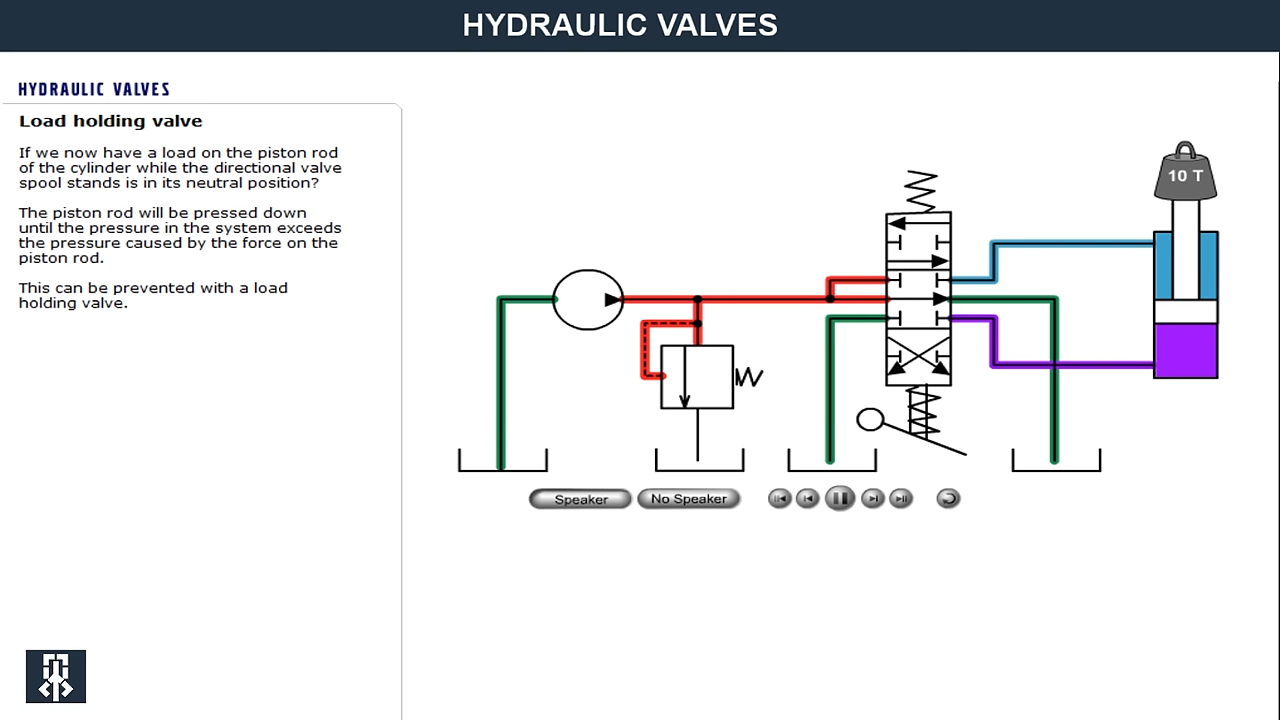 HYDRAULIC VALVES
HYDRAULIC VALVES
Load holding valve
If we now have a load on the piston rod
of the cylinder while the directional valve
spool stands is in its neutral position?
The piston rod will be pressed down
until the pressure in the system exceeds
the pressure caused by the force on the
piston rod.
This can be prevented with a load
holding valve.
10 T
Speaker
No Speaker